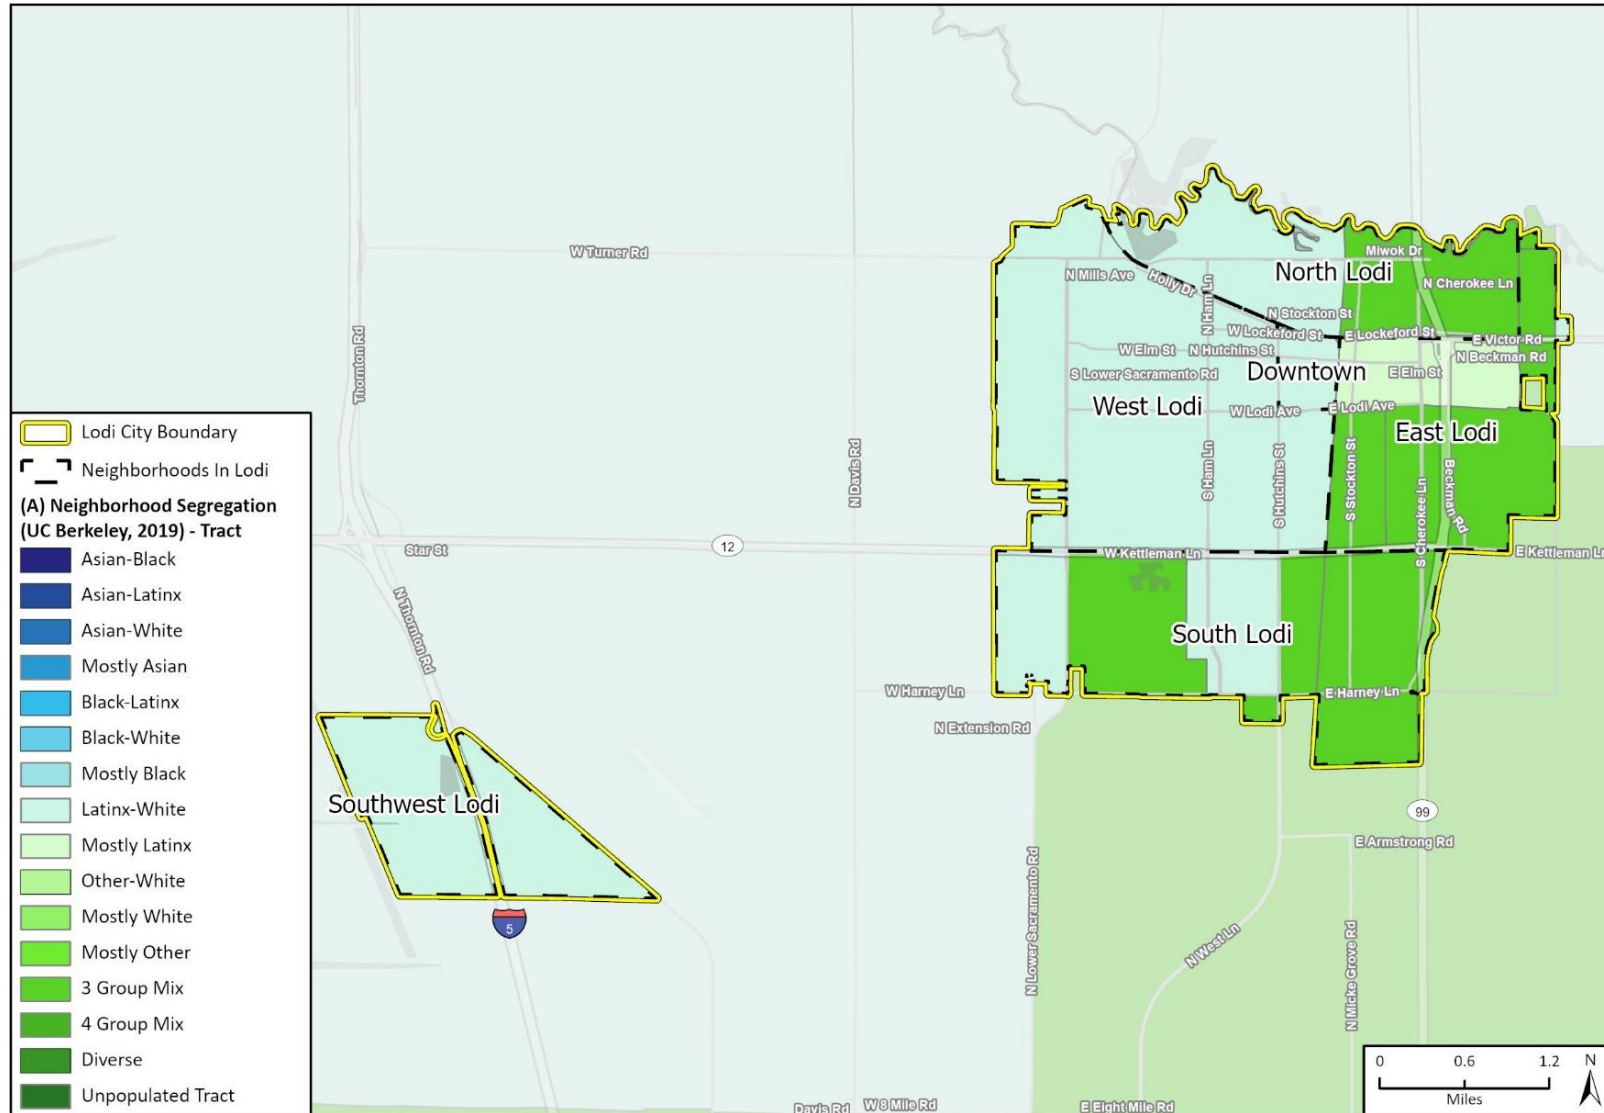 W Turner Rd
Miwok Dr
North Lodi
N Mills Ave
Holly Dr
N Ham Ln
N Cherokee Ln
N Stockton St
W Lockeford St
E Lockeford St
E Victor Rd
W Elm St
N Hutchins St
N Beckman Rd
S Lower Sacramento Rd
Downtown
E Elm St
Thornton Rd
West Lodi
W Lodi Ave
E Lodi Ave
East Lodi
N Davis Rd
S Ham Ln
S Hutchins St
S Stockton St
S Cherokee Ln
Beckman Rd
Star St
12
W Kettleman Ln
E Kettleman Ln
N Thornton Rd
South Lodi
W Harney Ln
E Harney Ln
N Extension Rd
Southwest Lodi
99
E Armstrong Rd
5
N Lower Sacramento Rd
N West Ln
N Micke Grove Rd
Davis Rd
W 8 Mile Rd
E Eight Mile Rd
Lodi City Boundary
Neighborhoods In Lodi
(A) Neighborhood Segregation
(UC Berkeley, 2019) - Tract
Asian-Black
Asian-Latinx
Asian-White
Mostly Asian
Black-Latinx
Black-White
Mostly Black
Latinx-White
Mostly Latinx
Other-White
Mostly White
Mostly Other
3 Group Mix
4 Group Mix
Diverse
Unpopulated Tract
0 0.6 1.2
Miles
N